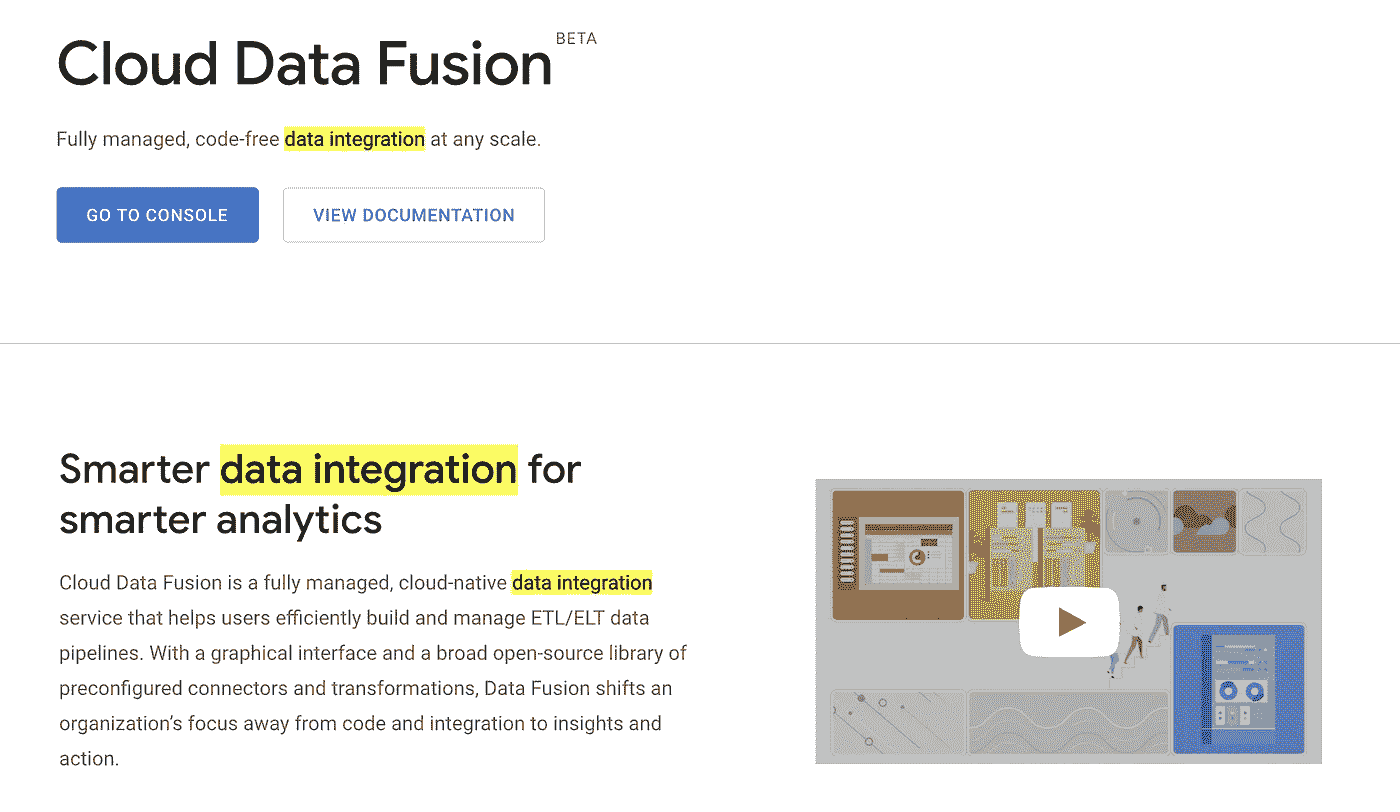 Cloud Data Fusion BETA
Fully managed, code-free data integration at any scale.
GO TO CONSOLE
VIEW DOCUMENTATION
Smarter data integration for
smarter analytics
Cloud Data Fusion is a fully managed, cloud-native data integration
service that helps users efficiently build and manage ETL/ELT data
pipelines. With a graphical interface and a broad open-source library of
preconfigured connectors and transformations, Data Fusion shifts an
organization’s focus away from code and integration to insights and
action.